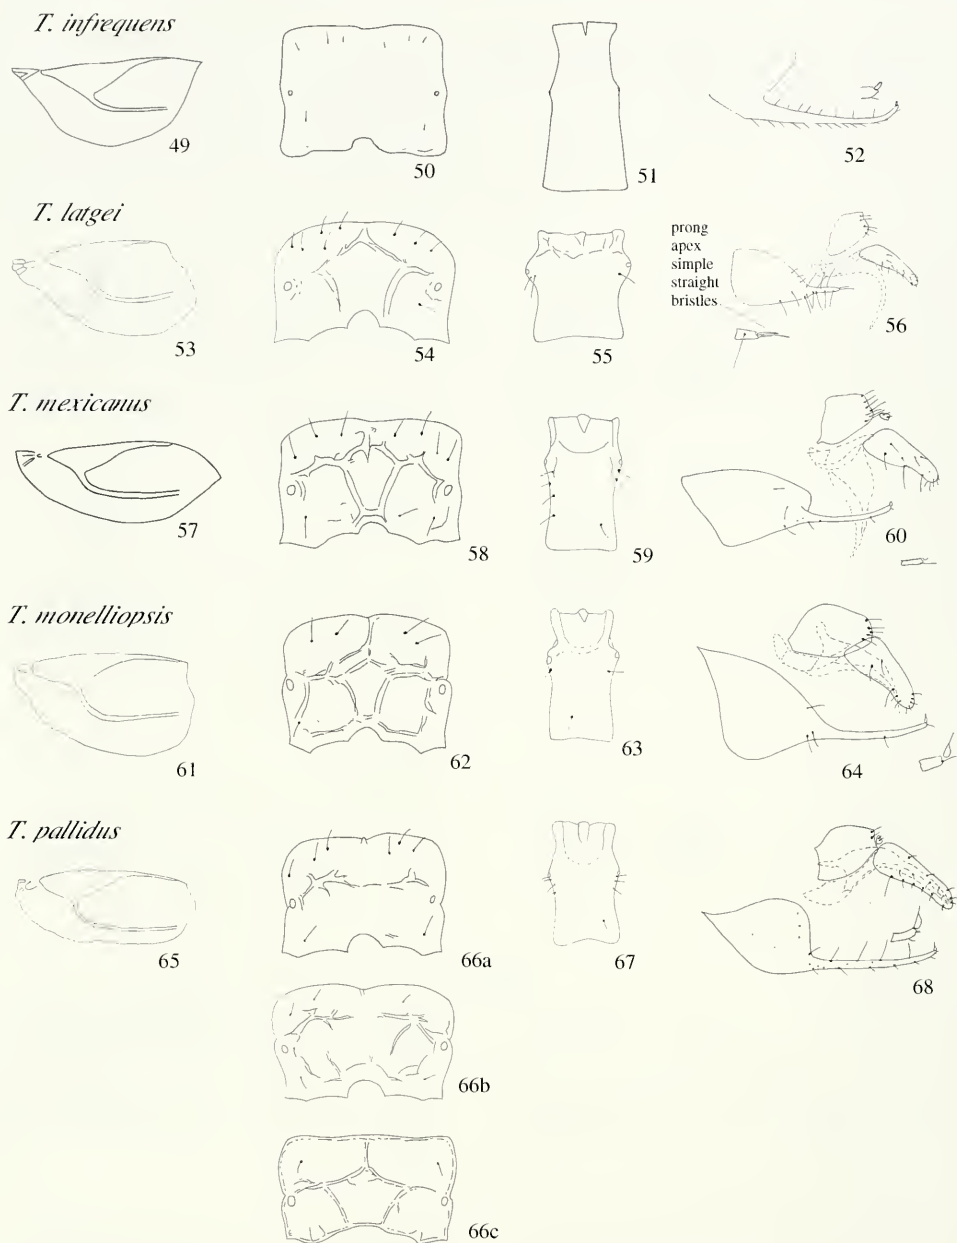 T. infrequens
49
50
51
52
T. latgei
prong
apex
simple
straight
bristles
53
54
55
56
T. mexicanus
57
58
59
60
T. monelliopsis
61
62
63
64
T. pallidus
65
66a
67
68
66b
66c